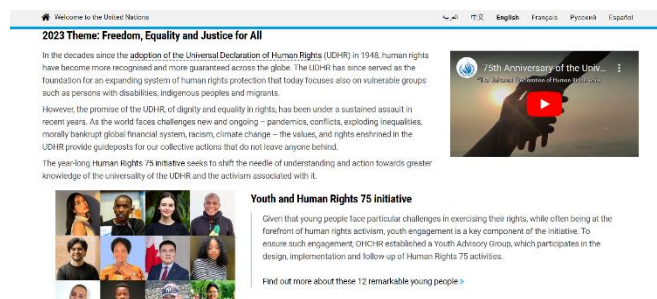 Welcome to the United Nations
العربية 中文 English Français Русский Español
2023 Theme: Freedom, Equality and Justice for All
In the decades since the adoption of the Universal Declaration of Human Rights (UDHR) in 1948, human rights
have become more recognised and more guaranteed across the globe. The UDHR has since served as the
foundation for an expanding system of human rights protection that today focuses also on vulnerable groups
such as persons with disabilities, indigenous peoples and migrants.
However, the promise of the UDHR, of dignity and equality in rights, has been under a sustained assault in
recent years. As the world faces challenges new and ongoing – pandemics, conflicts, exploding inequalities,
morally bankrupt global financial system, racism, climate change – the values, and rights enshrined in the
UDHR provide guideposts for our collective actions that do not leave anyone behind.
The year-long Human Rights 75 initiative seeks to shift the needle of understanding and action towards greater
knowledge of the universality of the UDHR and the activism associated with it.
75th Anniversary of the Univ...
Declaration of Human Rights
Youth and Human Rights 75 initiative
Given that young people face particular challenges in exercising their rights, while often being at the
forefront of human rights activism, youth engagement is a key component of the initiative. To
ensure such engagement, OHCHR established a Youth Advisory Group, which participates in the
design, implementation and follow-up of Human Rights 75 activities.
Find out more about these 12 remarkable young people »